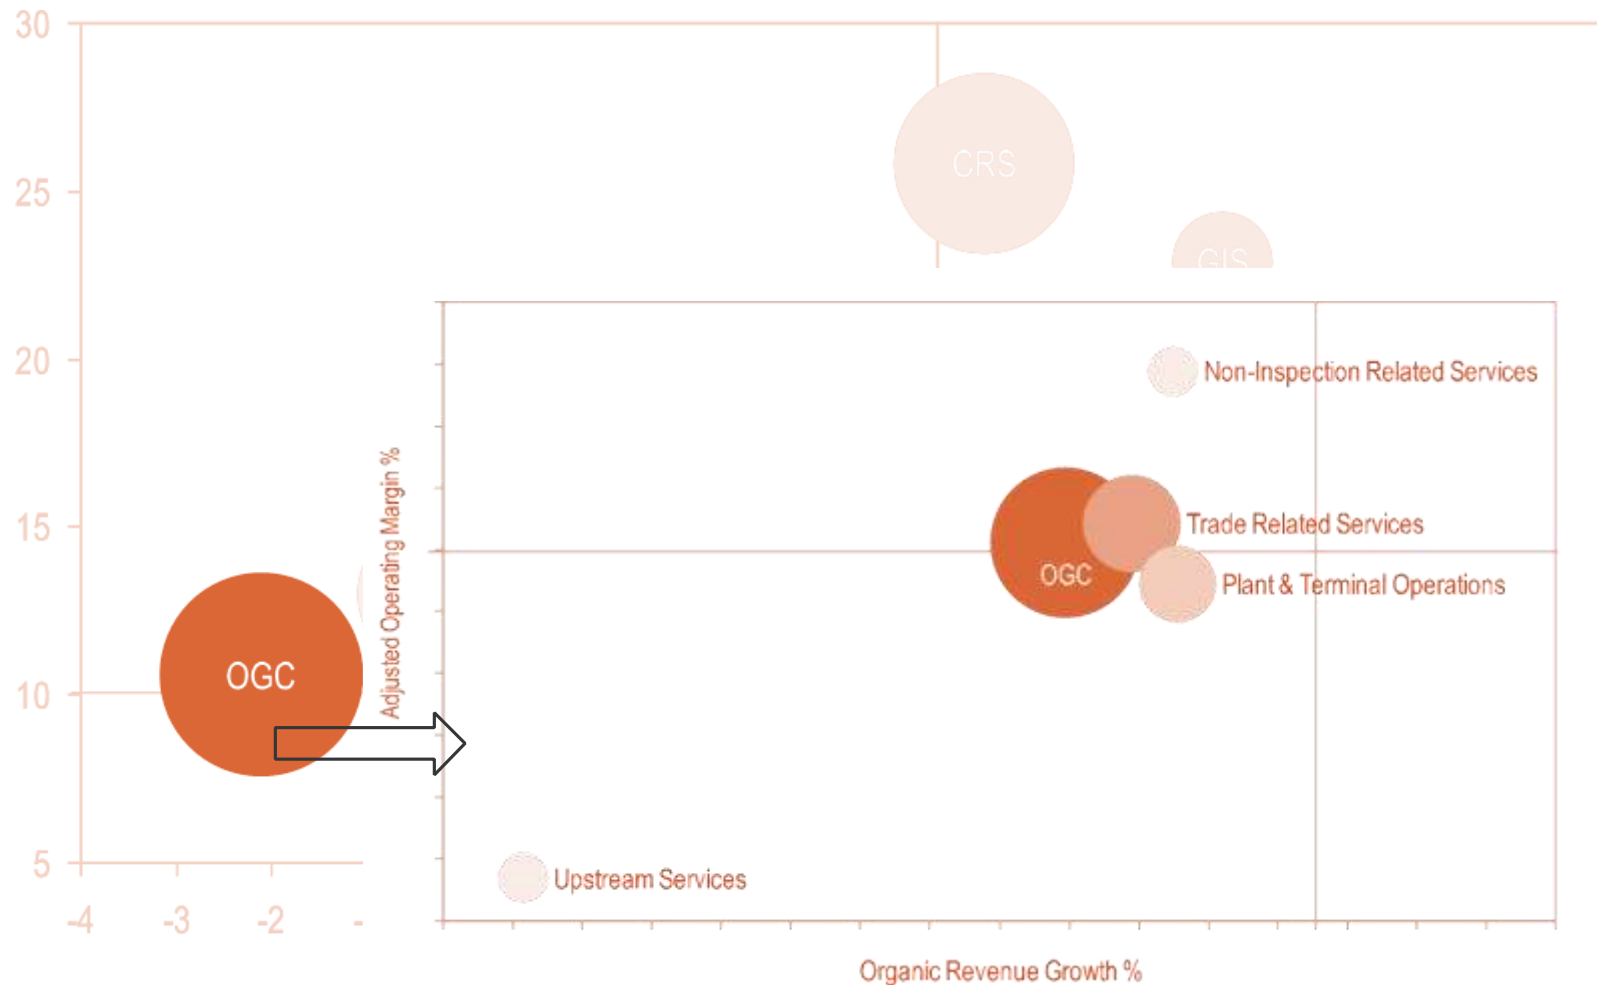 30
CRS
25
GIS
20
Non-Inspection Related Services
Adjusted Operating Margin %
15
Trade Related Services
OGC
Plant & Terminal Operations
OGC
10
5
Upstream Services
-4
-3
-2
-
Organic Revenue Growth %